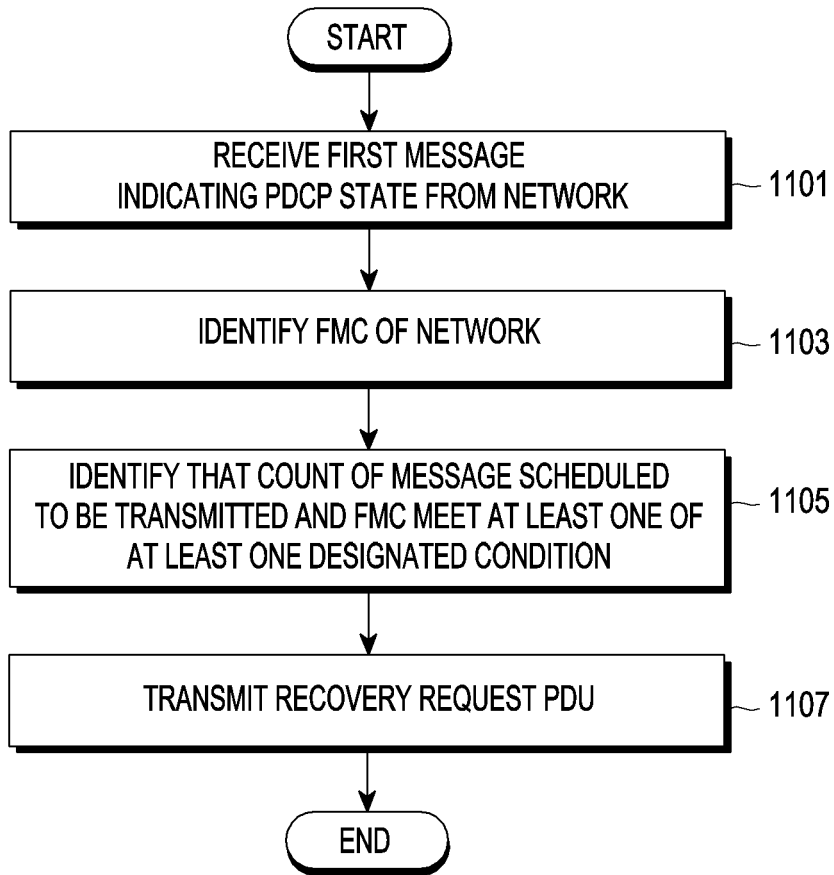 START
RECEIVE FIRST MESSAGE
INDICATING PDCP STATE FROM NETWORK
1101
IDENTIFY FMC OF NETWORK
1103
IDENTIFY THAT COUNT OF MESSAGE SCHEDULED
TO BE TRANSMITTED AND FMC MEET AT LEAST ONE OF
AT LEAST ONE DESIGNATED CONDITION
1105
TRANSMIT RECOVERY REQUEST PDU
1107
END